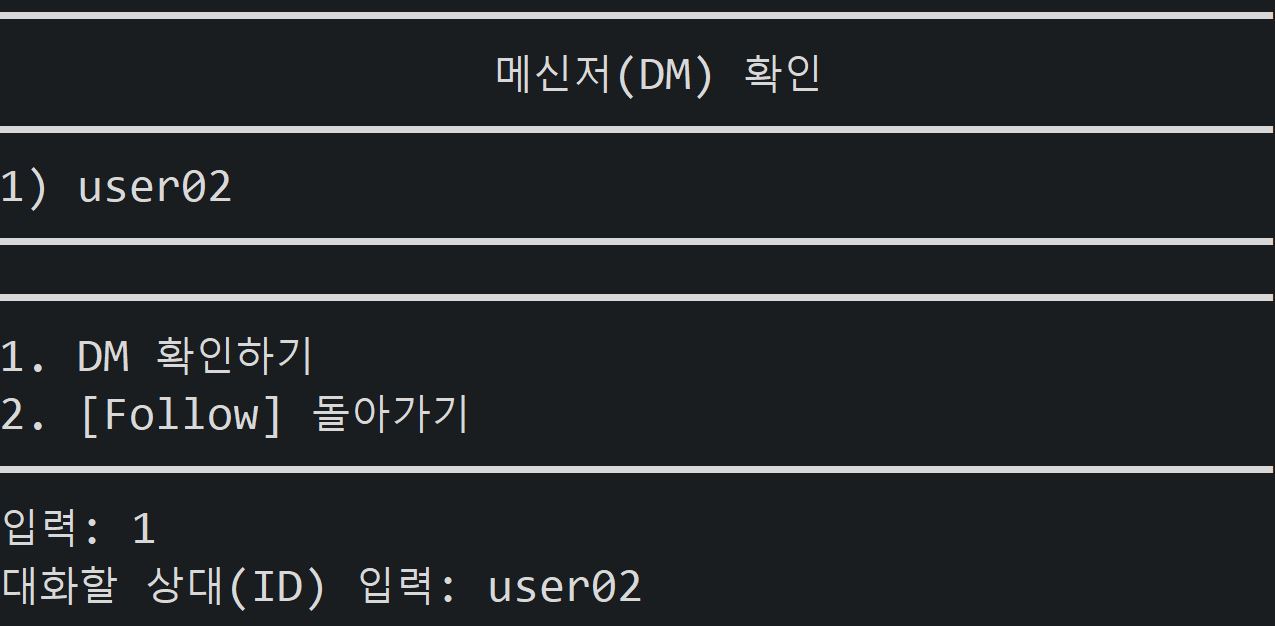 메신저(DM) 확인
1) user02
1. DM 확인하기
2. [Follow] 돌아가기
입력: 1
대화할 상대(ID) 입력: user02